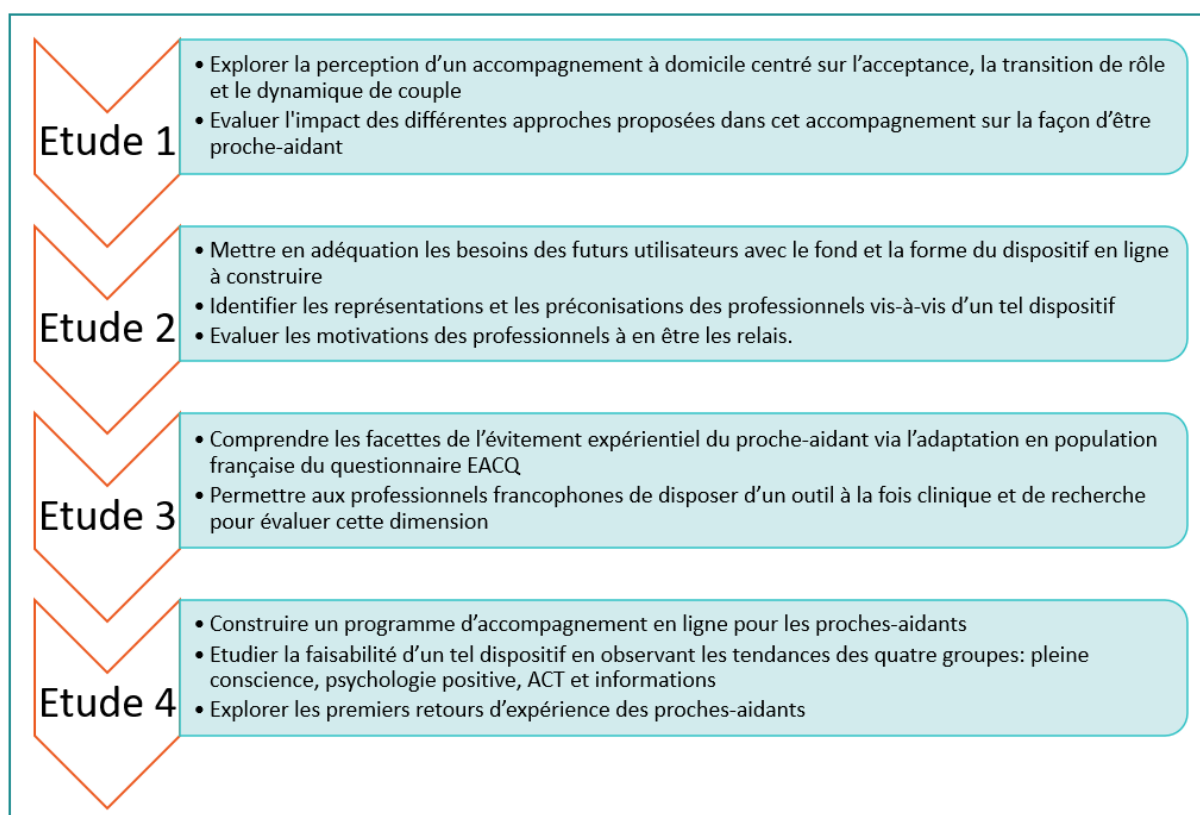 Etude 1
• Explorer la perception d’un accompagnement à domicile centré sur l’acceptance, la transition de rôle
et le dynamique de couple
• Evaluer l'impact des différentes approches proposées dans cet accompagnement sur la façon d’être
proche-aidant
Etude 2
• Mettre en adéquation les besoins des futurs utilisateurs avec le fond et la forme du dispositif en ligne
à construire
• Identifier les représentations et les préconisations des professionnels vis-à-vis d’un tel dispositif
• Evaluer les motivations des professionnels à en être les relais.
Etude 3
• Comprendre les facettes de l’évitement expérientiel du proche-aidant via l’adaptation en population
française du questionnaire EACQ
• Permettre aux professionnels francophones de disposer d’un outil à la fois clinique et de recherche
pour évaluer cette dimension
Etude 4
• Construire un programme d’accompagnement en ligne pour les proches-aidants
• Etudier la faisabilité d’un tel dispositif en observant les tendances des quatre groupes: pleine
conscience, psychologie positive, ACT et informations
• Explorer les premiers retours d’expérience des proches-aidants